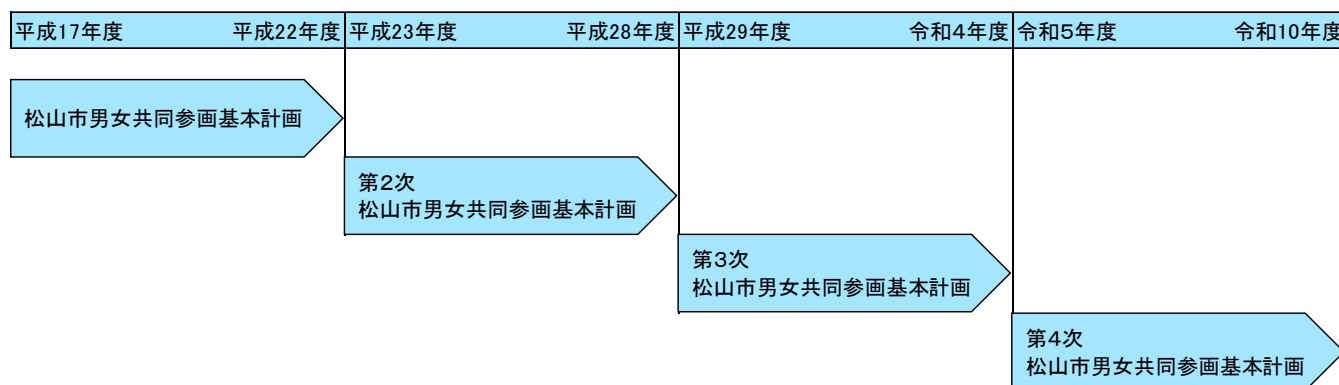 平成17年度 平成22年度 平成23年度 平成28年度 平成29年度 令和4年度 令和5年度 令和10年度
松山市男女共同参画基本計画
第2次
松山市男女共同参画基本計画
第3次
松山市男女共同参画基本計画
第4次
松山市男女共同参画基本計画